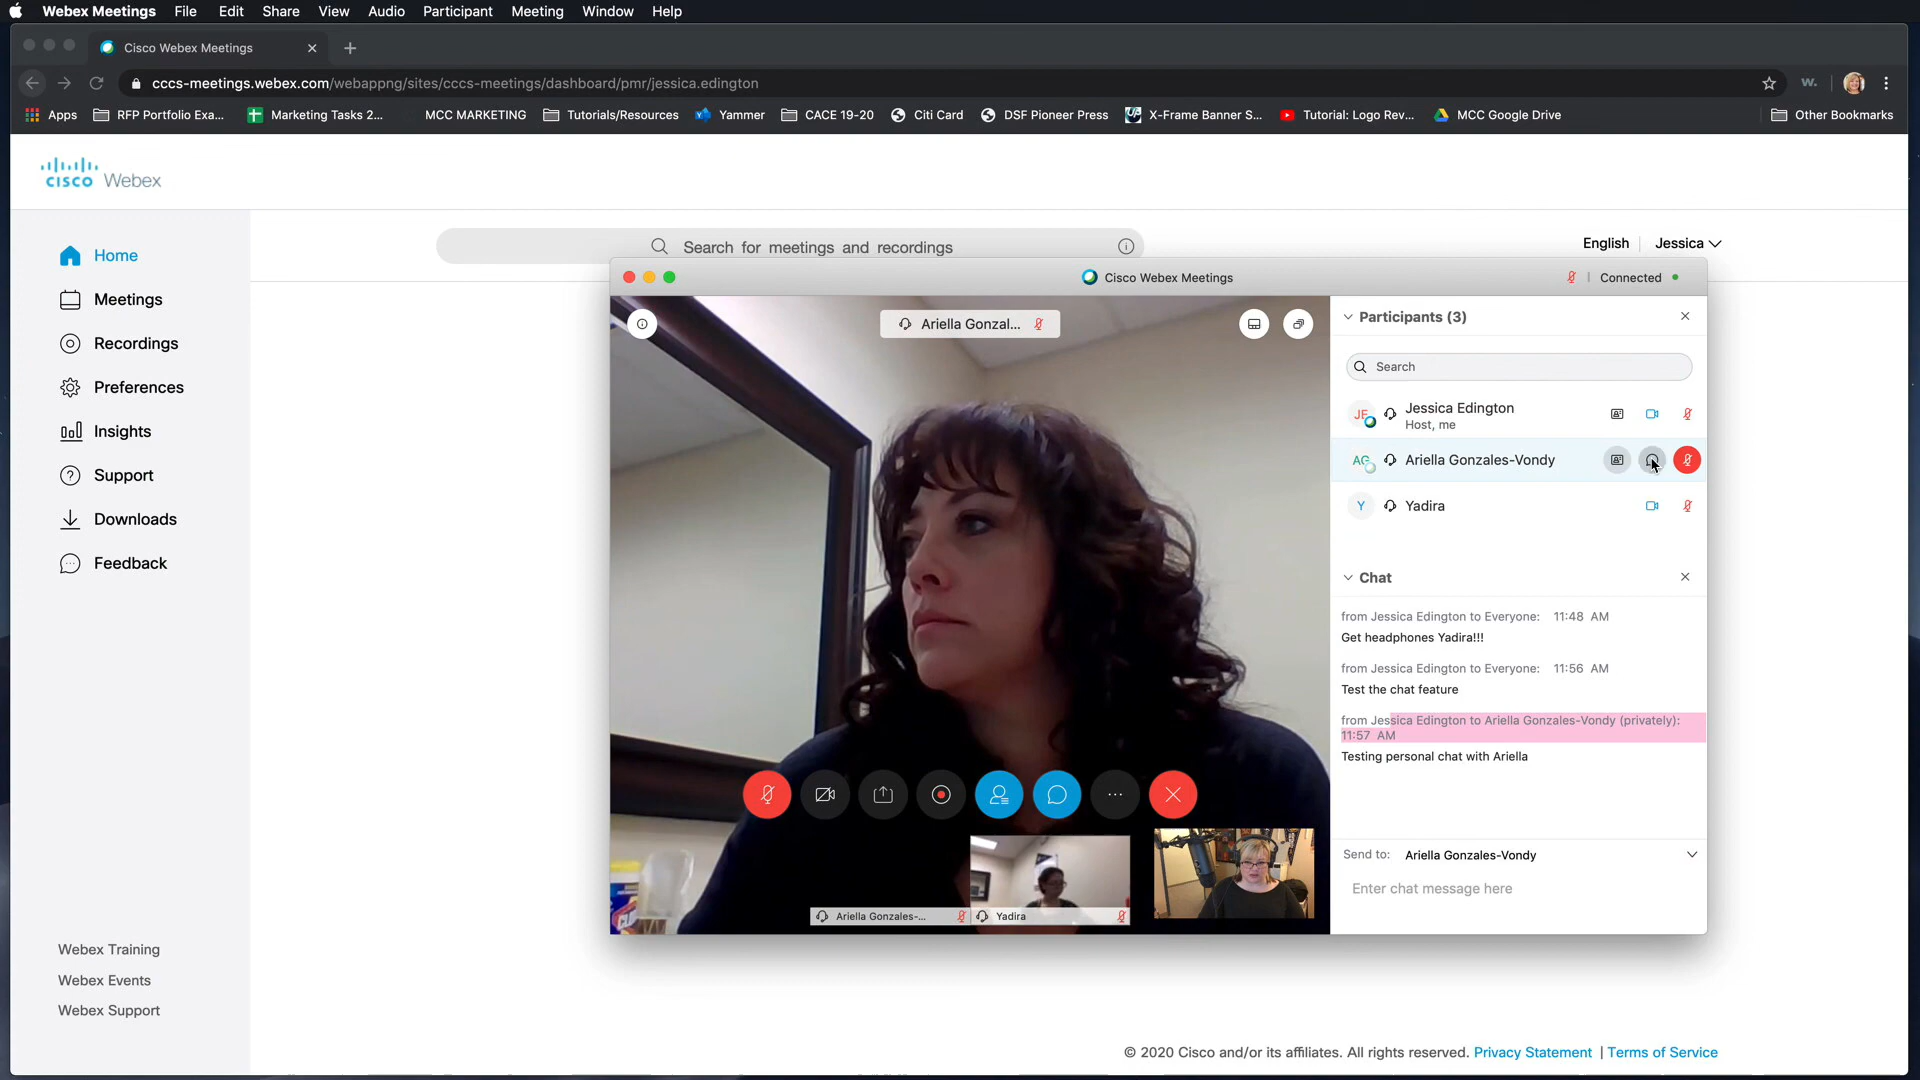 Webex Meetings File Edit Share View Audio Participant Meeting Window Help
Cisco Webex Meetings
cccs-meetings.webex.com/webappng/sites/cccs-meetings/dashboard/pmr/jessica.edington
w.
Apps RFP Portfolio Exa... Marketing Tasks 2... MCC MARKETING Tutorials/Resources Yammer CACE 19-20 Citi Card DSF Pioneer Press X-Frame Banner S... Tutorial: Logo Rev... MCC Google Drive Other Bookmarks
cisco Webex
Search for meetings and recordings
English Jessica
Home
Meetings
Recordings
Preferences
Insights
Support
Downloads
Feedback
Webex Training
Webex Events
Webex Support
Cisco Webex Meetings
Connected
Ariella Gonzal...
Participants (3)
Search
JE Jessica Edington
Host, me
AG Ariella Gonzales-Vondy
Y Yadira
Chat
from Jessica Edington to Everyone: 11:48 AM
Get headphones Yadira!!!
from Jessica Edington to Everyone: 11:56 AM
Test the chat feature
from Jessica Edington to Ariella Gonzales-Vondy (privately):
11:57 AM
Testing personal chat with Ariella
Send to: Ariella Gonzales-Vondy
Enter chat message here
Ariella Gonzales-... Yadira
© 2020 Cisco and/or its affiliates. All rights reserved. Privacy Statement | Terms of Service